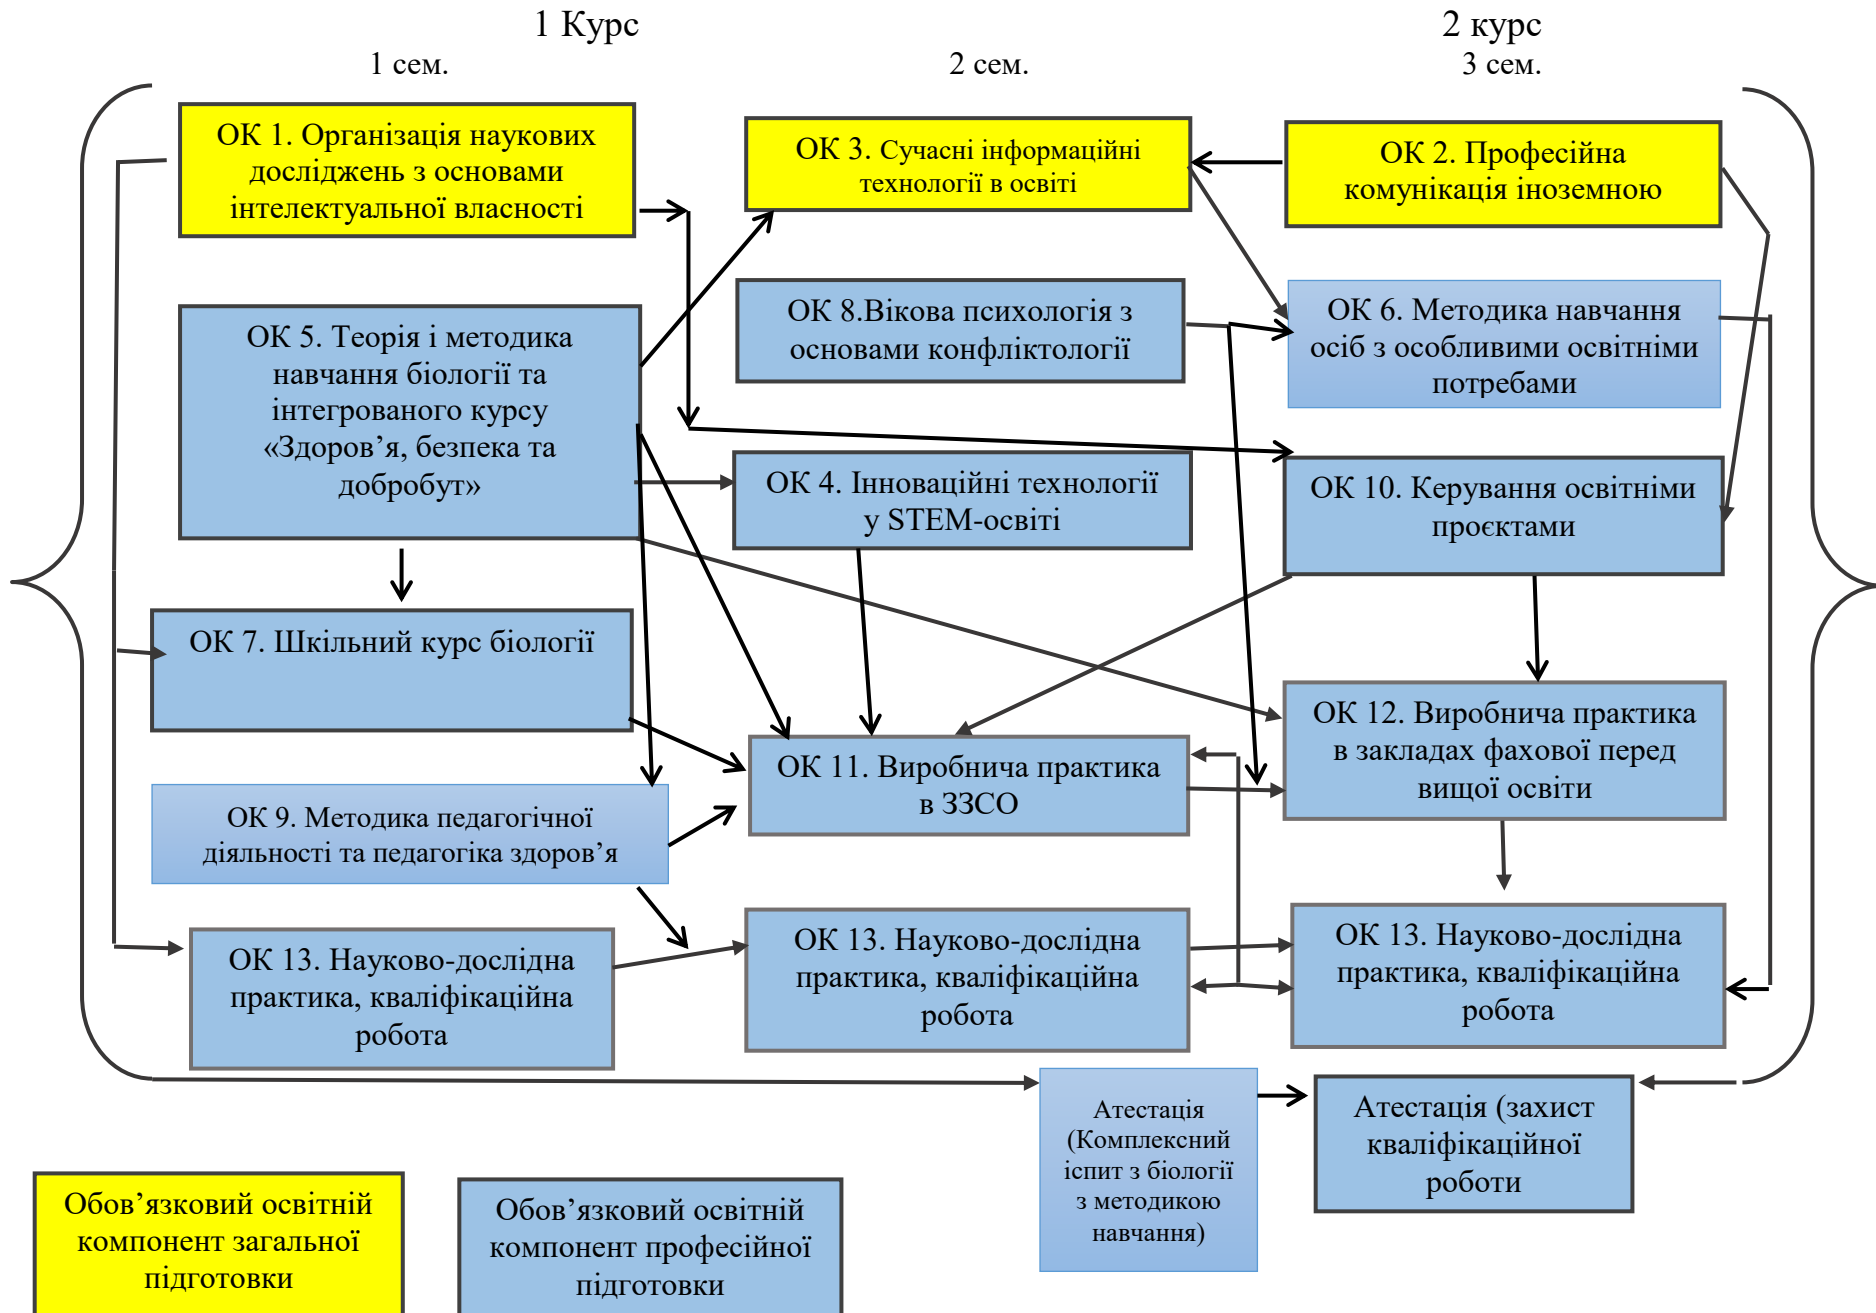 1 Курс
2 курс
1 сем.
2 сем.
3 сем.
ОК 1. Організація наукових
досліджень з основами
інтелектуальної власності
ОК 3. Сучасні інформаційні
технології в освіті
ОК 2. Професійна
комунікація іноземною
ОК 5. Теорія і методика
навчання біології та
інтегрованого курсу
«Здоров’я, безпека та
добробут»
ОК 8.Вікова психологія з
основами конфліктології
ОК 6. Методика навчання
осіб з особливими освітніми
потребами
ОК 4. Інноваційні технології
у STEM-освіті
ОК 10. Керування освітніми
проєктами
ОК 7. Шкільний курс біології
ОК 11. Виробнича практика
в ЗЗСО
ОК 12. Виробнича практика
в закладах фахової перед
вищої освіти
ОК 9. Методика педагогічної
діяльності та педагогіка здоров’я
ОК 13. Науково-дослідна
практика, кваліфікаційна
робота
ОК 13. Науково-дослідна
практика, кваліфікаційна
робота
ОК 13. Науково-дослідна
практика, кваліфікаційна
робота
Атестація
(Комплексний
іспит з біології
з методикою
навчання)
Атестація (захист
кваліфікаційної
роботи
Обов’язковий освітній
компонент загальної
підготовки
Обов’язковий освітній
компонент професійної
підготовки